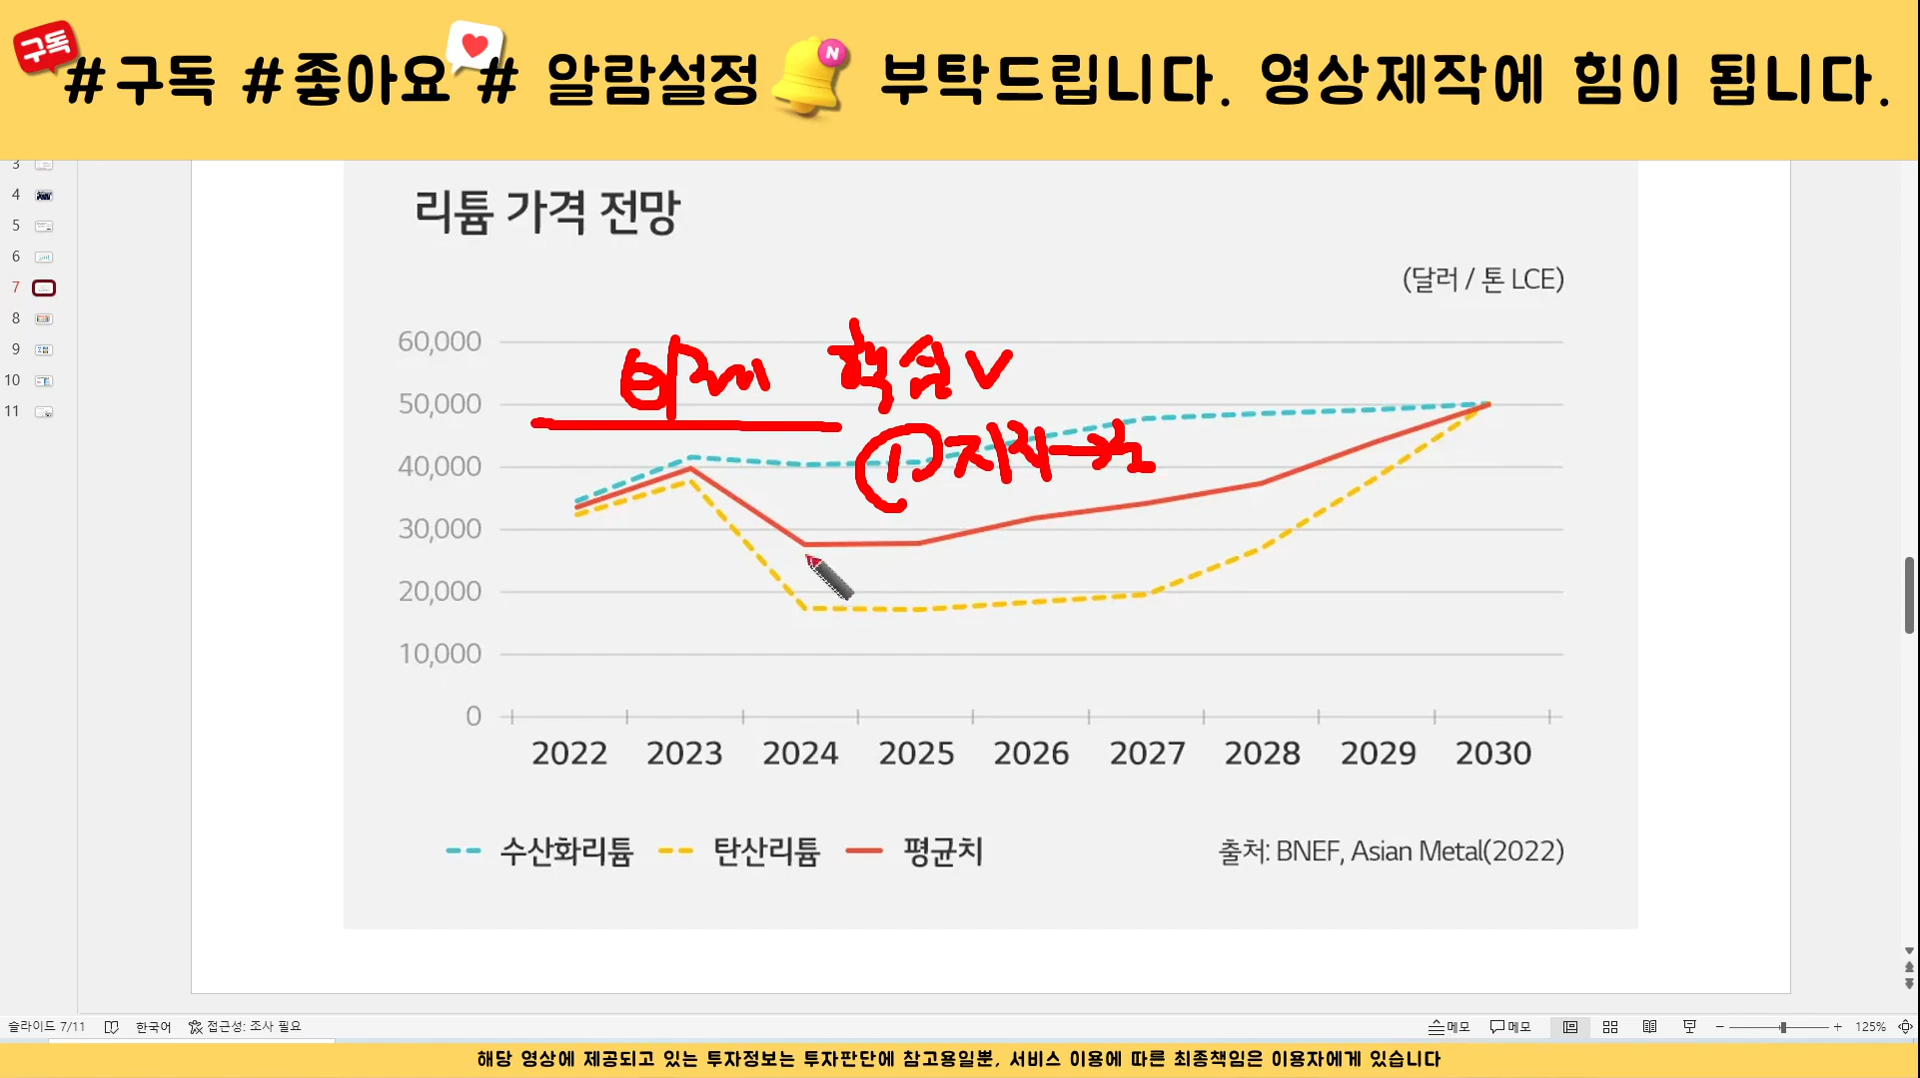 구독
#구독 #좋아요 # 알람설정 N 부탁드립니다. 영상제작에 힘이 됩니다.
3
4
5
6
7
8
9
10
11
리튬 가격 전망
(달러 / 톤 LCE)
60,000
50,000
40,000
30,000
20,000
10,000
0
핵심
①
2022 2023 2024 2025 2026 2027 2028 2029 2030
수산화리튬 탄산리튬 평균치
출처: BNEF, Asian Metal(2022)
슬라이드 7/11 한국어 접근성: 조사 필요 메모 메모 125%
해당 영상에 제공되고 있는 투자정보는 투자판단에 참고용일뿐, 서비스 이용에 따른 최종책임은 이용자에게 있습니다